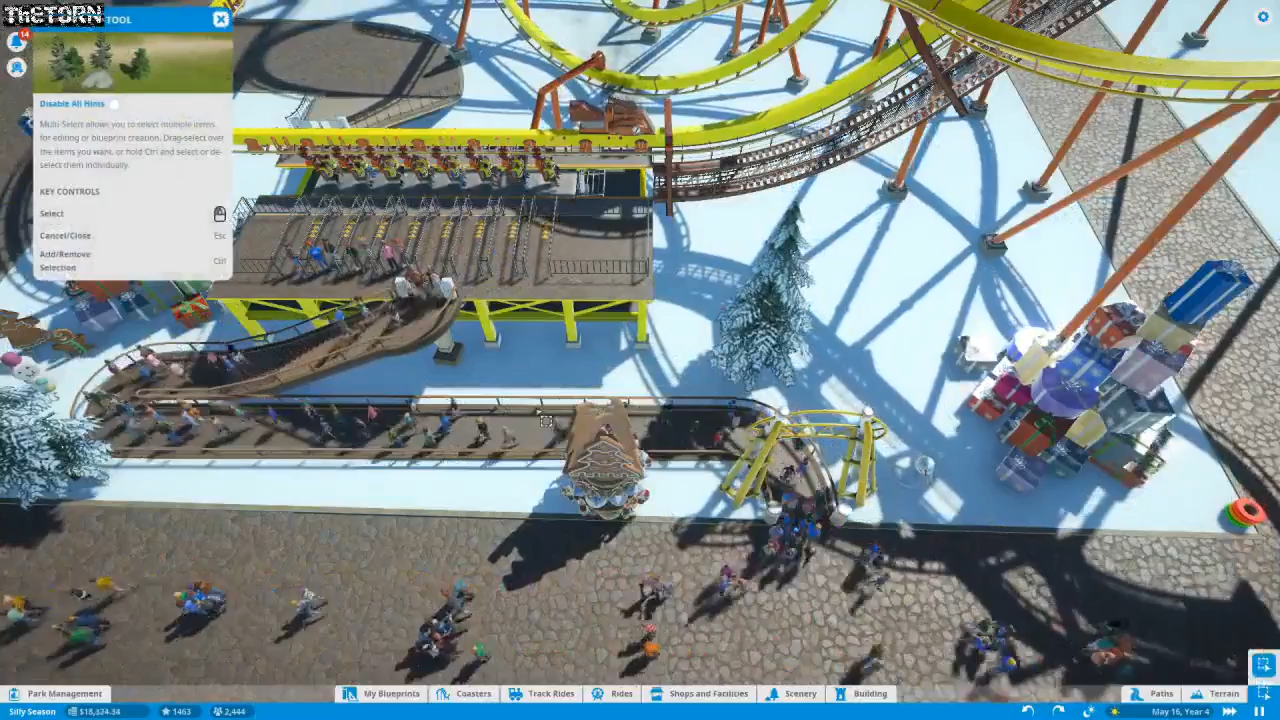 THETORN
TOOL
14
Disable All Hints
Multi-Select allows you to select multiple items
for editing or blueprint creation. Drag-select over
the items you want, or hold Ctrl and select or de-
select them individually.
KEY CONTROLS
Select
Cancel/Close Esc
Add/Remove
Selection Ctrl
Park Management
My Blueprints
Coasters
Track Rides
Rides
Shops and Facilities
Scenery
Building
Paths
Terrain
Silly Season
$18,324.34
1463
2,444
May 16, Year 4